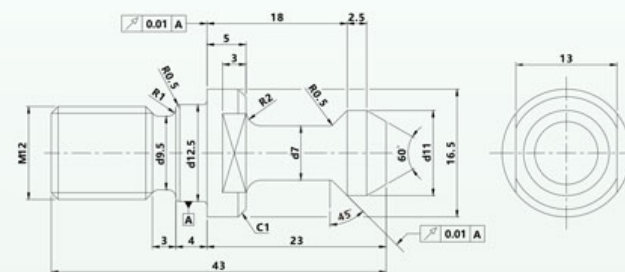 ↗ 0.01 A
18
2.5
5
3
13
R0.5
R1
R2
R0.5
M12
d9.5
d12.5
d7
60°
d11
16.5
A
C1
45°
↗ 0.01 A
3
4
23
43